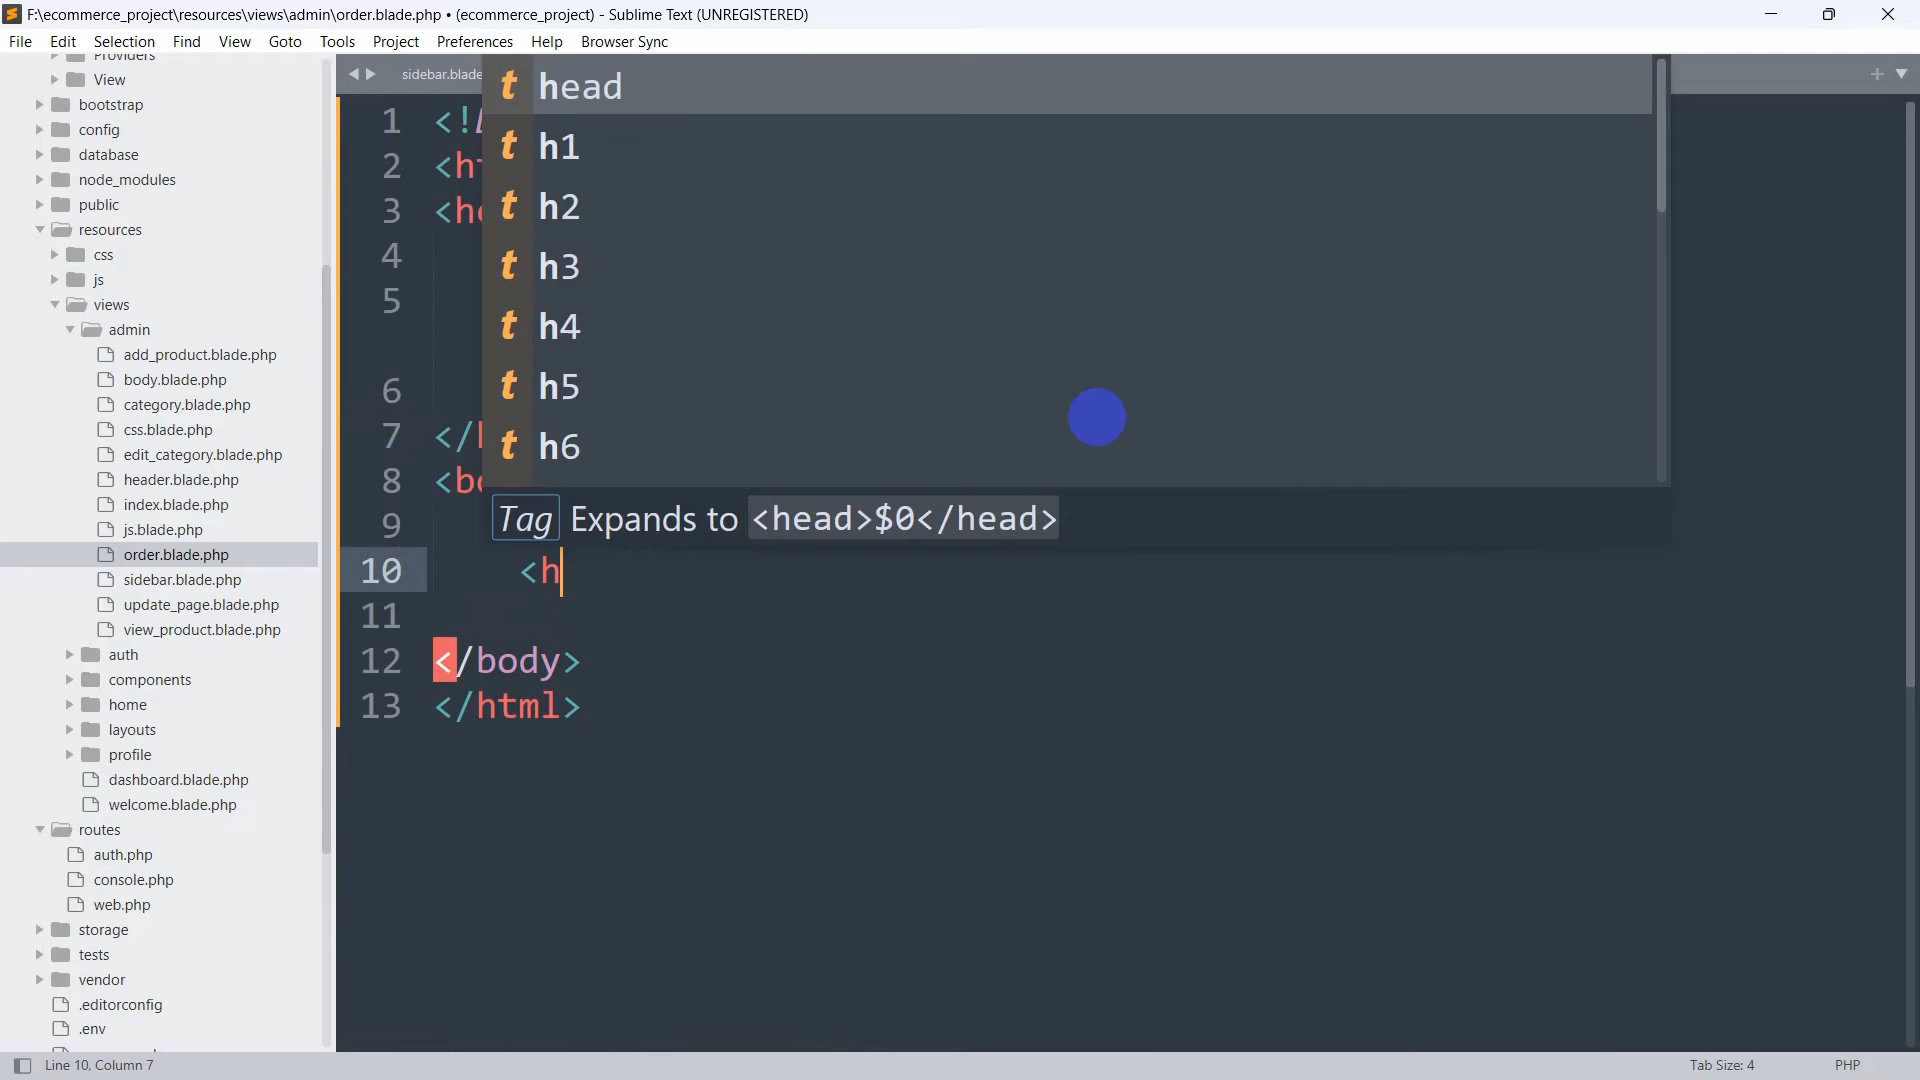 F:\ecommerce_project\resources\views\admin\order.blade.php • (ecommerce_project) - Sublime Text (UNREGISTERED)
File Edit Selection Find View Goto Tools Project Preferences Help Browser Sync
Providers
View
bootstrap
config
database
node_modules
public
resources
css
js
views
admin
add_product.blade.php
body.blade.php
category.blade.php
css.blade.php
edit_category.blade.php
header.blade.php
index.blade.php
js.blade.php
order.blade.php
sidebar.blade.php
update_page.blade.php
view_product.blade.php
auth
components
home
layouts
profile
dashboard.blade.php
welcome.blade.php
routes
auth.php
console.php
web.php
storage
tests
vendor
.editorconfig
.env
sidebar.blade
1 <!
2 <h
3 <h
4
5
6
7 </
8 <b
9
10 <h
11
12 </body>
13 </html>
t head
t h1
t h2
t h3
t h4
t h5
t h6
Tag Expands to <head>$0</head>
Line 10, Column 7
Tab Size: 4
PHP